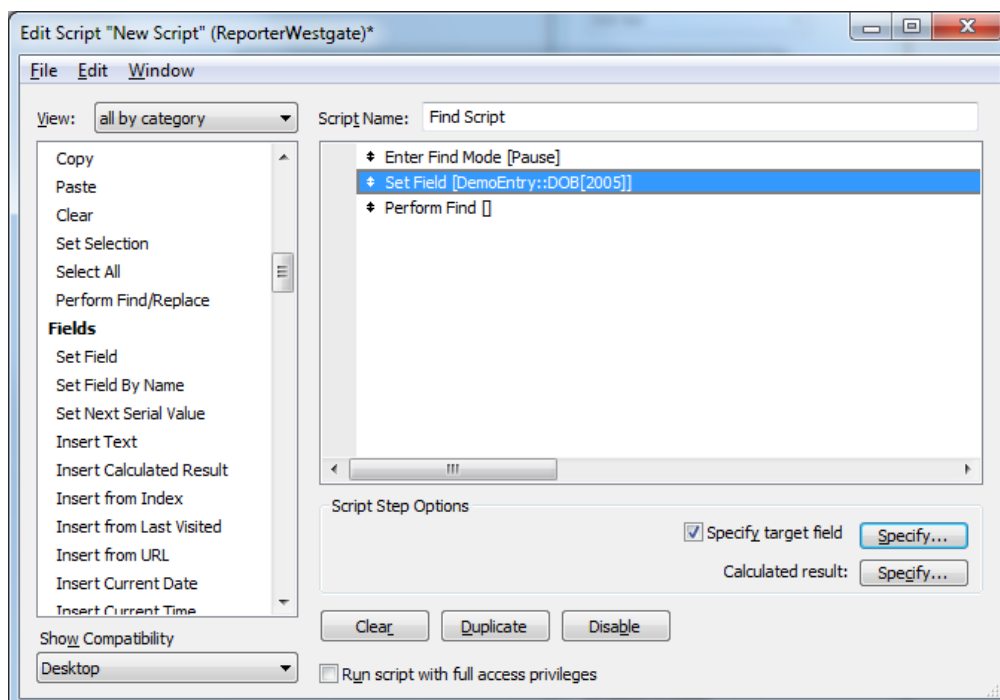 Edit Script "New Script" (ReporterWestgate)*
File Edit Window
View: all by category
Script Name: Find Script
Copy
Paste
Clear
Set Selection
Select All
Perform Find/Replace
Fields
Set Field
Set Field By Name
Set Next Serial Value
Insert Text
Insert Calculated Result
Insert from Index
Insert from Last Visited
Insert from URL
Insert Current Date
Insert Current Time
Enter Find Mode [Pause]
Set Field [DemoEntry::DOB[2005]]
Perform Find []
Script Step Options
Specify target field Specify...
Calculated result: Specify...
Clear Duplicate Disable
Show Compatibility
Desktop
Run script with full access privileges